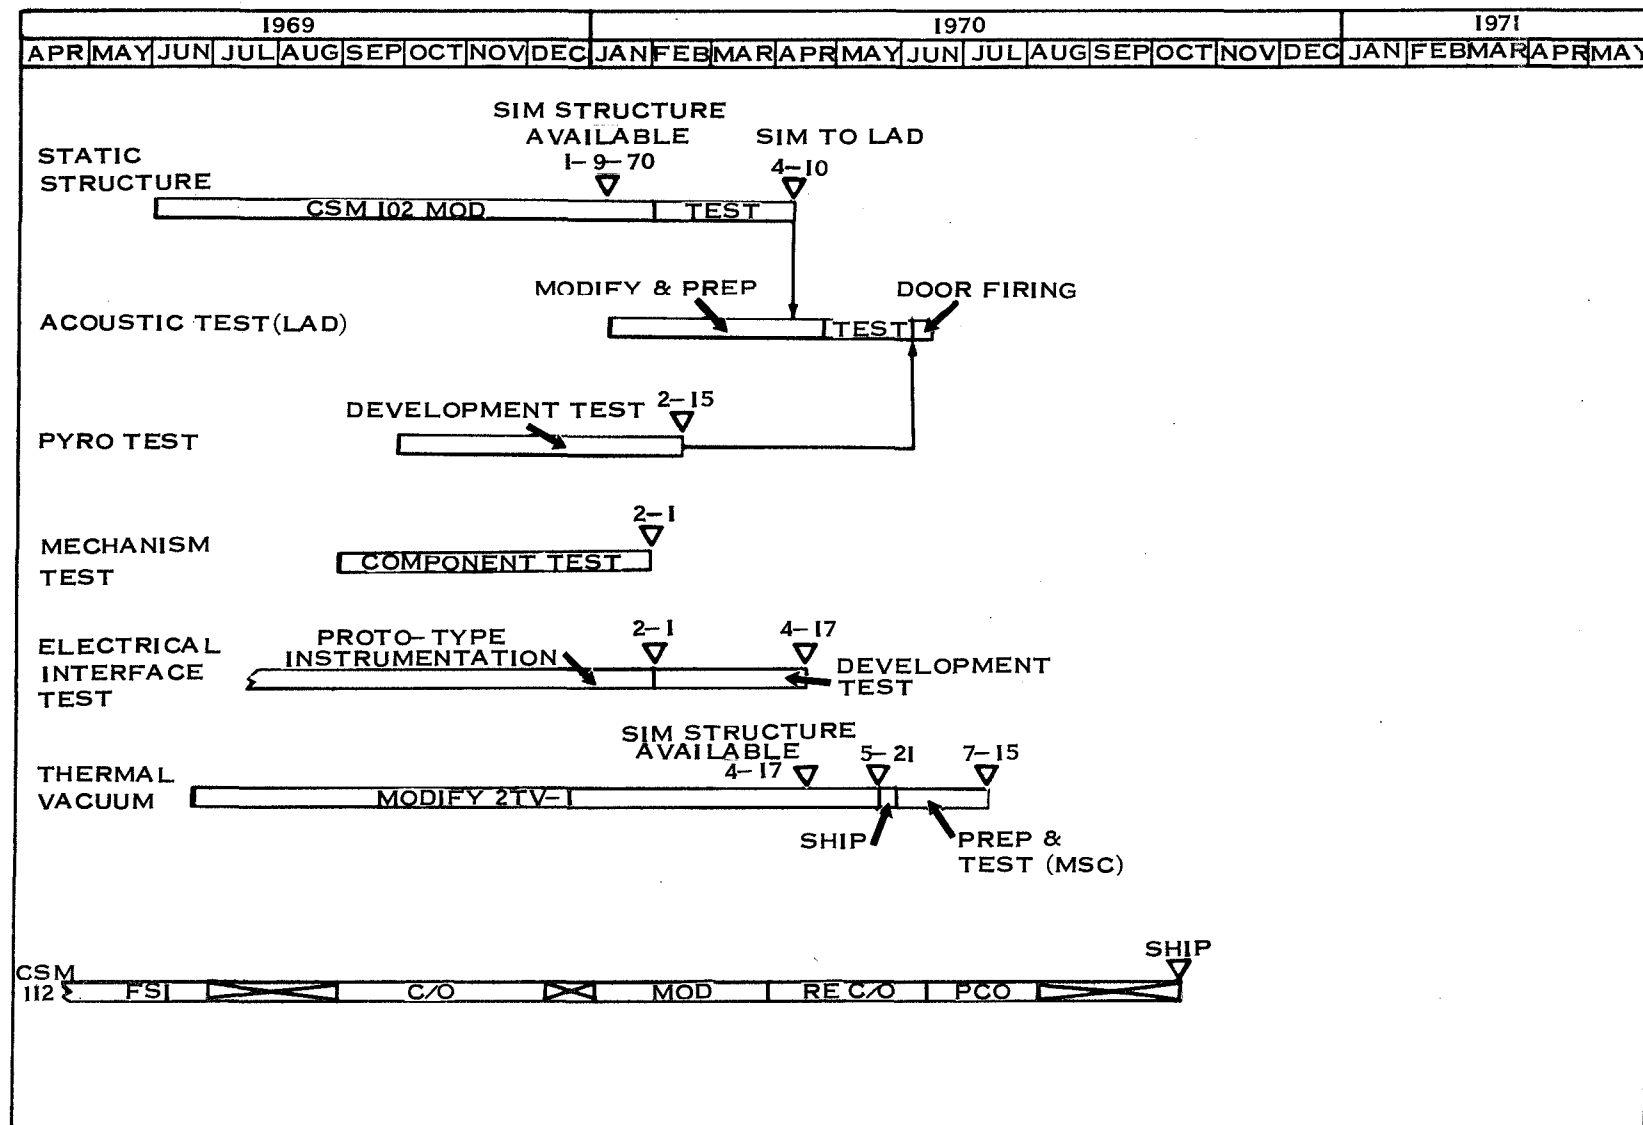 1969 1970 1971
APR MAY JUN JUL AUG SEP OCT NOV DEC JAN FEB MAR APR MAY JUN JUL AUG SEP OCT NOV DEC JAN FEB MAR APR MAY
SIM STRUCTURE
AVAILABLE
1-9-70
SIM TO LAD
4-10
STATIC
STRUCTURE
CSM 102 MOD TEST
MODIFY & PREP
DOOR FIRING
ACOUSTIC TEST (LAD)
TEST
DEVELOPMENT TEST
2-15
PYRO TEST
2-1
MECHANISM
TEST
COMPONENT TEST
ELECTRICAL
INTERFACE
TEST
PROTO-TYPE
INSTRUMENTATION
2-1
4-17
DEVELOPMENT
TEST
SIM STRUCTURE
AVAILABLE
4-17
5-21
7-15
THERMAL
VACUUM
MODIFY 2TV-1
SHIP
PREP &
TEST (MSC)
SHIP
CSM
112
FSI C/O MOD RE C/O PCO